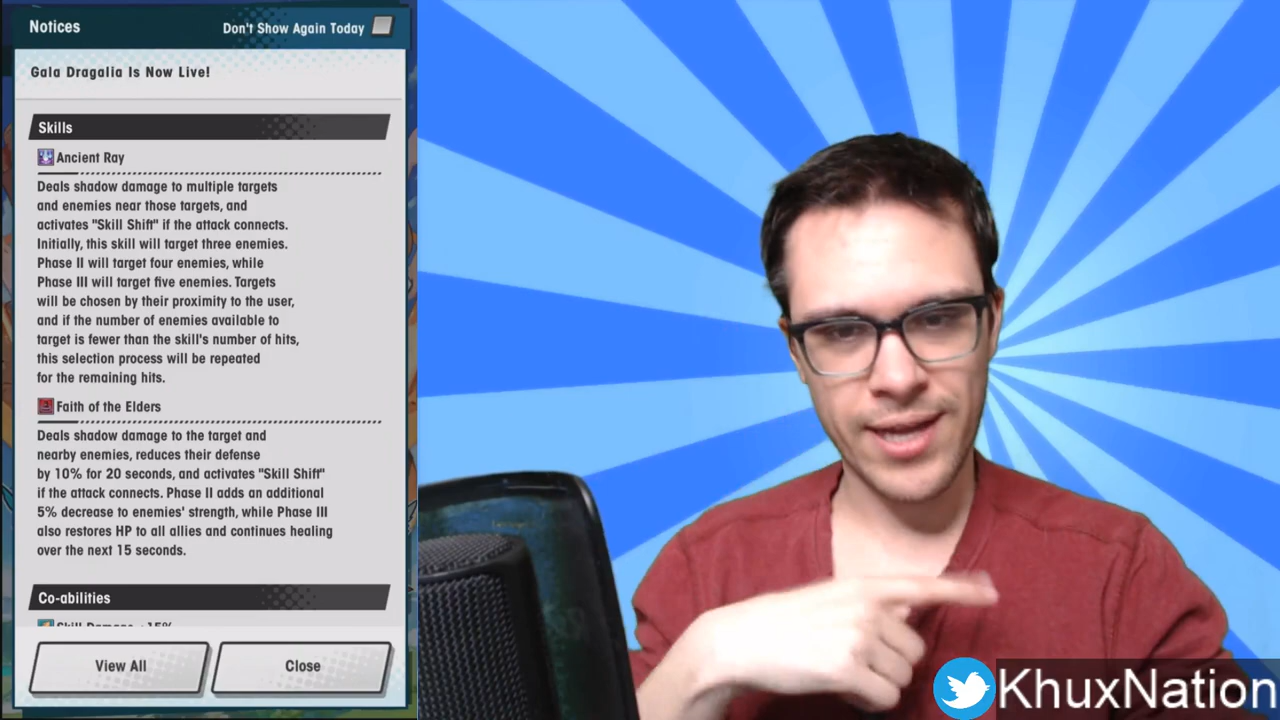 Notices
Don't Show Again Today
Gala Dragalia Is Now Live!
Skills
Ancient Ray
Deals shadow damage to multiple targets
and enemies near those targets, and
activates "Skill Shift" if the attack connects.
Initially, this skill will target three enemies.
Phase II will target four enemies, while
Phase III will target five enemies. Targets
will be chosen by their proximity to the user,
and if the number of enemies available to
target is fewer than the skill's number of hits,
this selection process will be repeated
for the remaining hits.
Faith of the Elders
Deals shadow damage to the target and
nearby enemies, reduces their defense
by 10% for 20 seconds, and activates "Skill Shift"
if the attack connects. Phase II adds an additional
5% decrease to enemies' strength, while Phase III
also restores HP to all allies and continues healing
over the next 15 seconds.
Co-abilities
Skill Damage +15%
View All
Close
KhuxNation